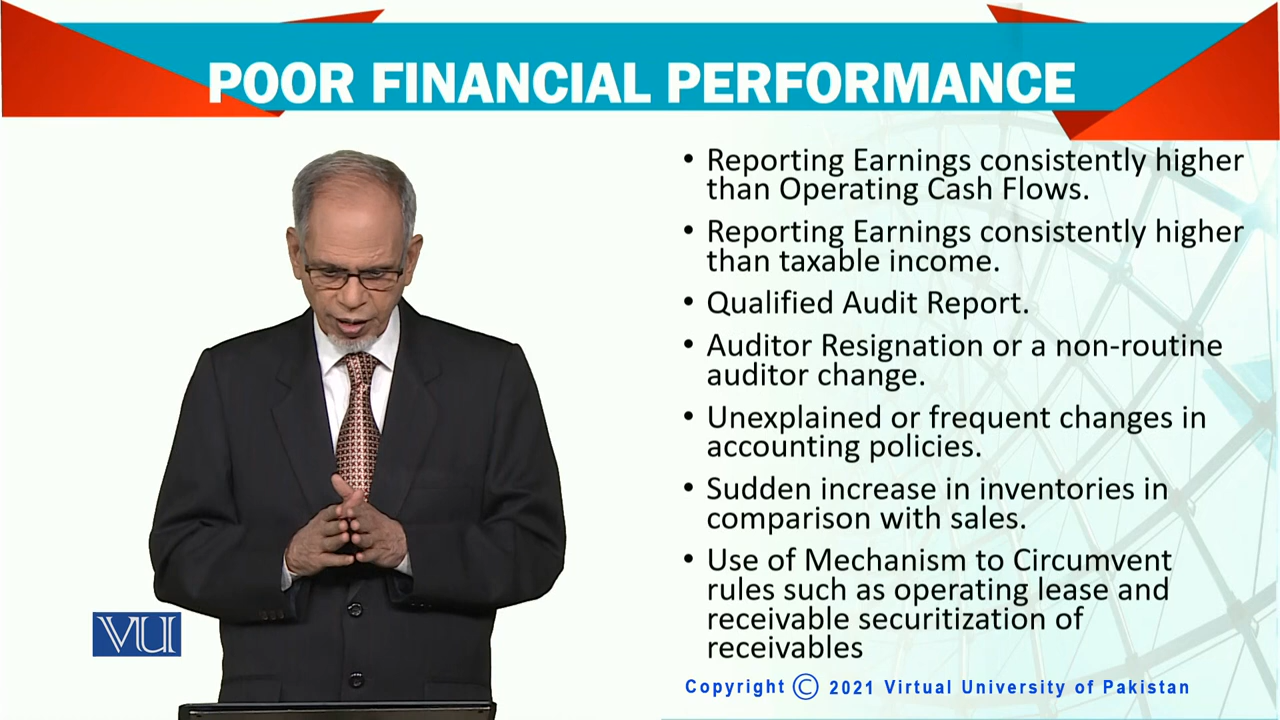 POOR FINANCIAL PERFORMANCE
• Reporting Earnings consistently higher
than Operating Cash Flows.
• Reporting Earnings consistently higher
than taxable income.
• Qualified Audit Report.
• Auditor Resignation or a non-routine
auditor change.
• Unexplained or frequent changes in
accounting policies.
• Sudden increase in inventories in
comparison with sales.
• Use of Mechanism to Circumvent
rules such as operating lease and
receivable securitization of
receivables
VU
Copyright © 2021 Virtual University of Pakistan